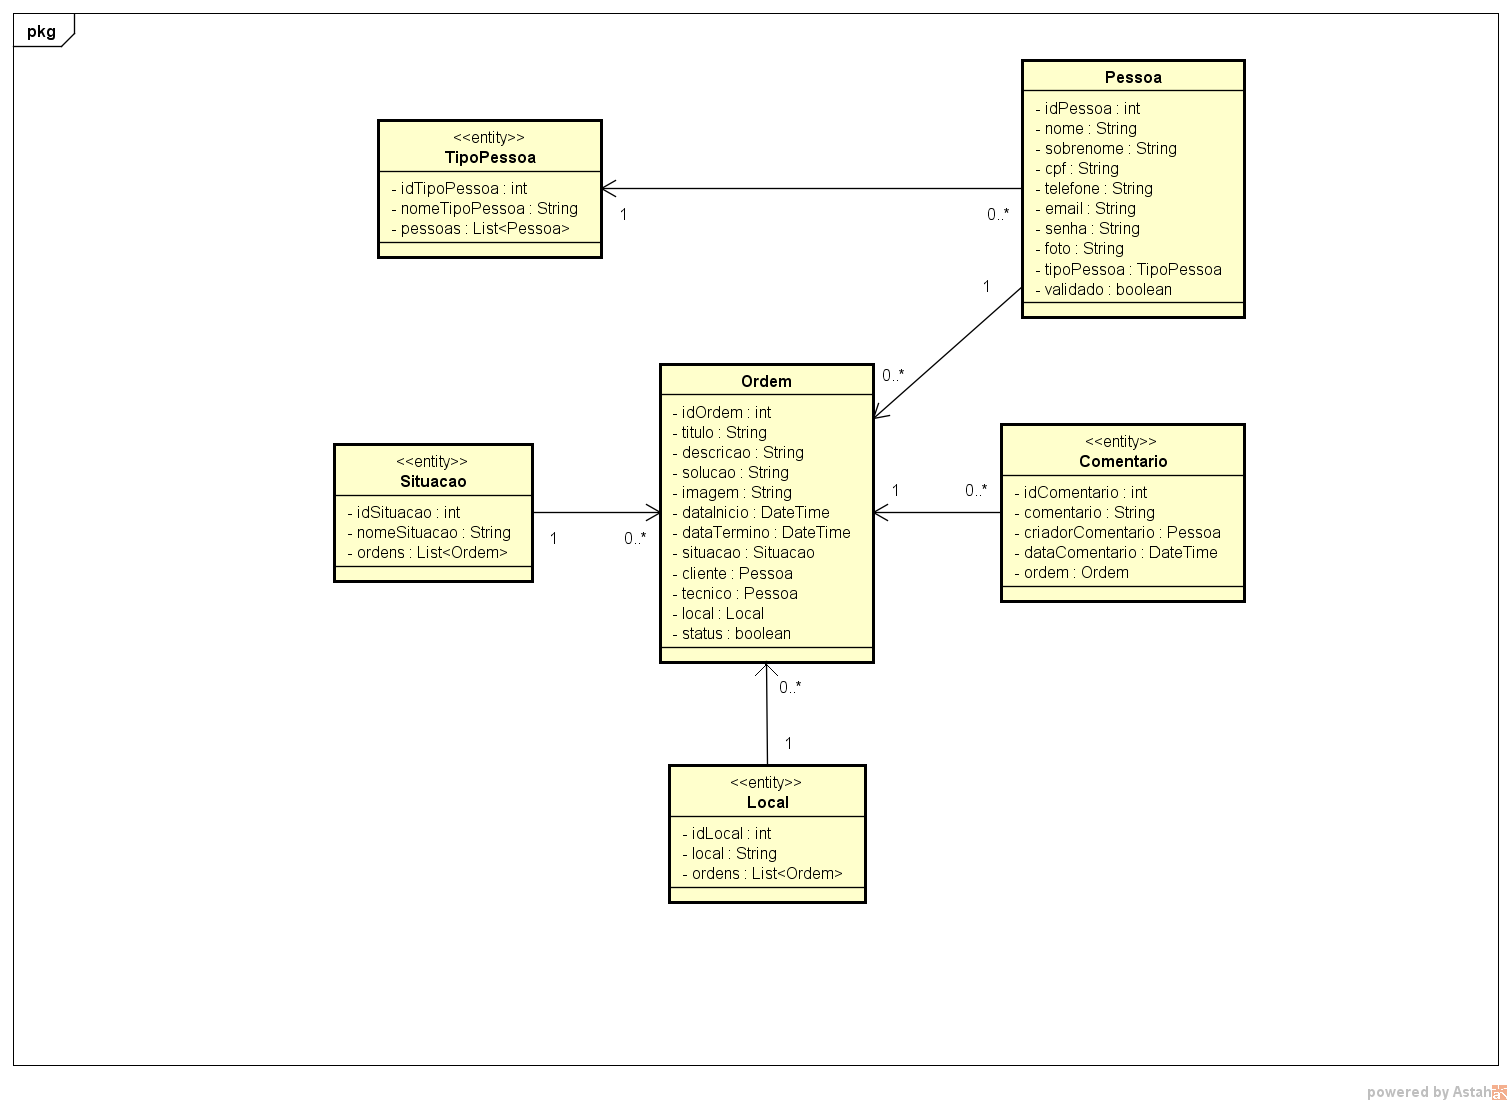 pkg
Pessoa
- idPessoa : int
- nome : String
- sobrenome : String
- cpf : String
- telefone : String
- email : String
- senha : String
- foto : String
- tipoPessoa : TipoPessoa
- validado : boolean
<<entity>>
TipoPessoa
- idTipoPessoa : int
- nomeTipoPessoa : String
- pessoas : List<Pessoa>
1
0..*
1
0..*
Ordem
- idOrdem : int
- titulo : String
- descricao : String
- solucao : String
- imagem : String
- dataInicio : DateTime
- dataTermino : DateTime
- situacao : Situacao
- cliente : Pessoa
- tecnico : Pessoa
- local : Local
- status : boolean
<<entity>>
Situacao
- idSituacao : int
- nomeSituacao : String
- ordens : List<Ordem>
1
0..*
<<entity>>
Comentario
- idComentario : int
- comentario : String
- criadorComentario : Pessoa
- dataComentario : DateTime
- ordem : Ordem
1
0..*
0..*
1
<<entity>>
Local
- idLocal : int
- local : String
- ordens : List<Ordem>
powered by Astah